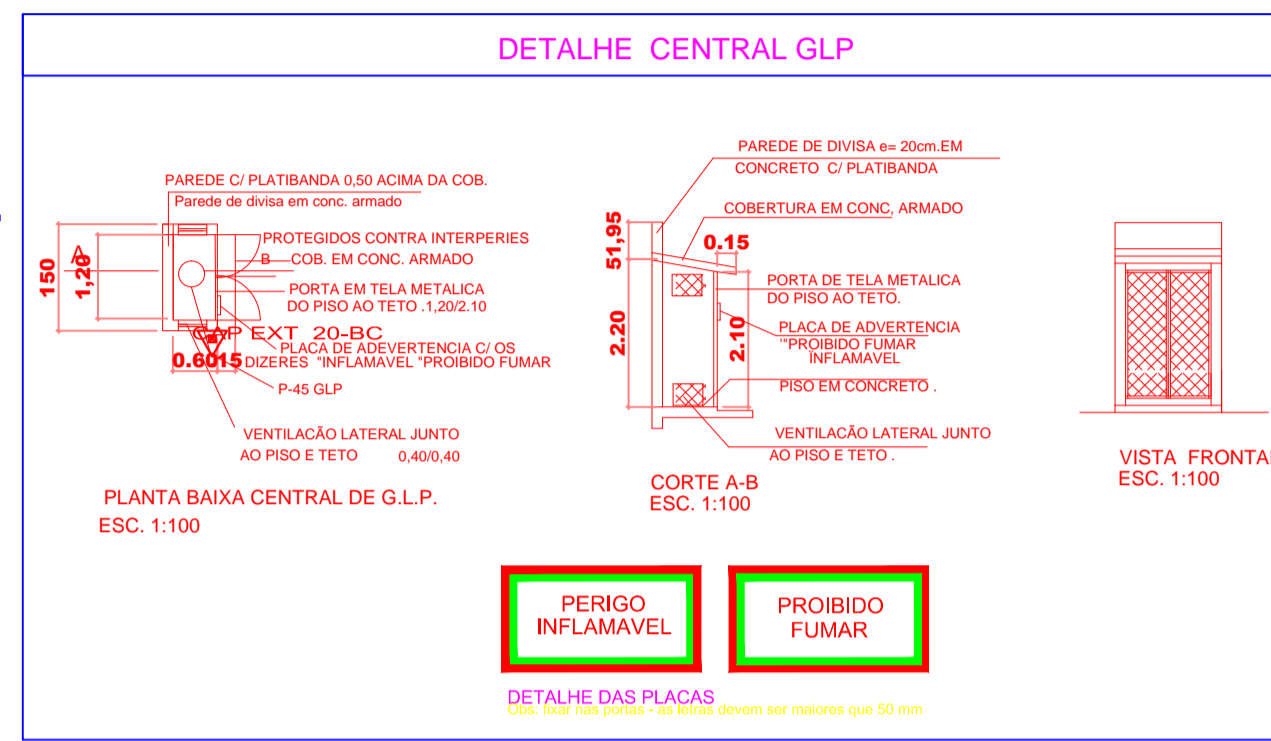 DETALHE CENTRAL GLP
PAREDE C/ PLATIBANDA 0,50 ACIMA DA COB.
Parede de divisa em conc. armado
PROTEGIDOS CONTRA INTERPERIES
A
B COB. EM CONC. ARMADO
150
1,20
PORTA EM TELA METALICA
DO PISO AO TETO .1,20/2.10
EXT 20-BC
PLACA DE ADEVERTENCIA C/ OS
DIZERES "INFLAMAVEL "PROIBIDO FUMAR
0.60
15
P-45 GLP
VENTILACÃO LATERAL JUNTO
AO PISO E TETO 0,40/0,40
PLANTA BAIXA CENTRAL DE G.L.P.
ESC. 1:100
PAREDE DE DIVISA e= 20cm.EM
CONCRETO C/ PLATIBANDA
COBERTURA EM CONC, ARMADO
51,95
0.15
PORTA DE TELA METALICA
DO PISO AO TETO.
PLACA DE ADVERTENCIA
'"PROIBIDO FUMAR
ÏNFLAMAVEL
2.20
2.10
PISO EM CONCRETO .
VENTILACÃO LATERAL JUNTO
AO PISO E TETO .
CORTE A-B
ESC. 1:100
VISTA FRONTAL
ESC. 1:100
PERIGO
INFLAMAVEL
PROIBIDO
FUMAR
DETALHE DAS PLACAS
Obs: fixar nas portas - as letras devem ser maiores que 50 mm